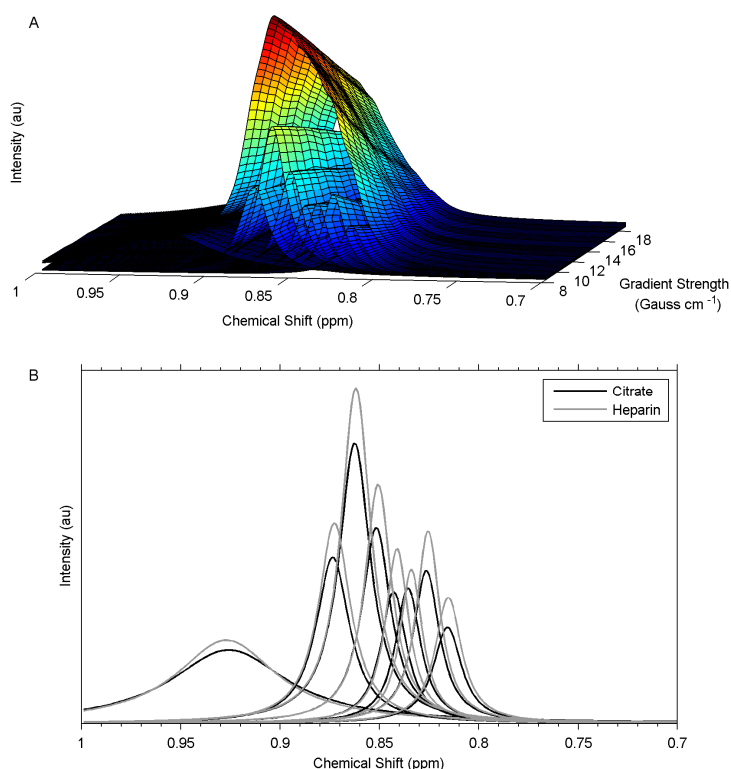 A
Intensity (au)
1
0.95
0.9
0.85
0.8
0.75
0.7
8
10
12
14
16
18
Chemical Shift (ppm)
Gradient Strength
(Gauss cm -1)
B
Citrate
Heparin
Intensity (au)
1
0.95
0.9
0.85
0.8
0.75
0.7
Chemical Shift (ppm)